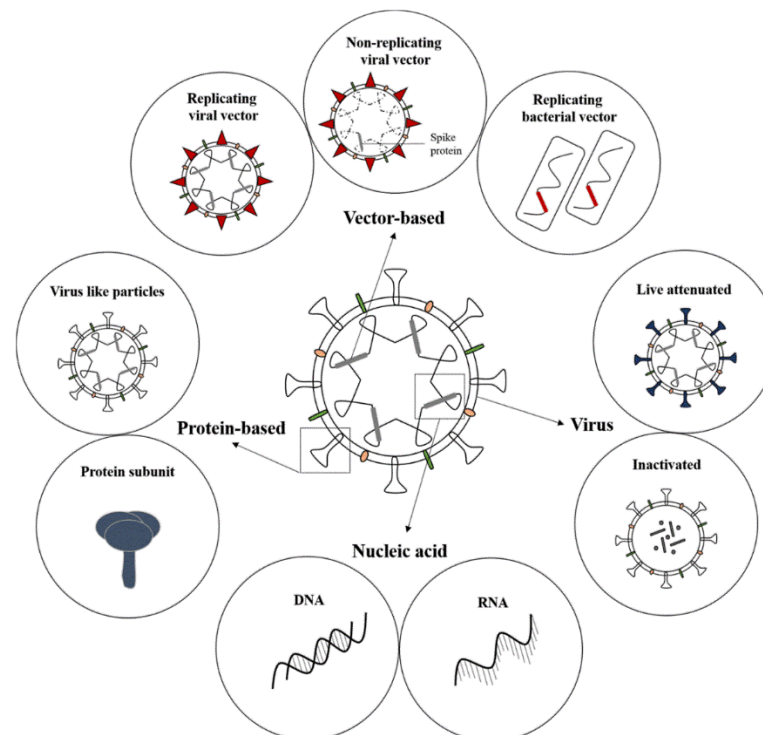 Non-replicating
viral vector
Spike
protein
Replicating
viral vector
Replicating
bacterial vector
Vector-based
Virus like particles
Live attenuated
Protein-based
Virus
Protein subunit
Inactivated
Nucleic acid
DNA
RNA